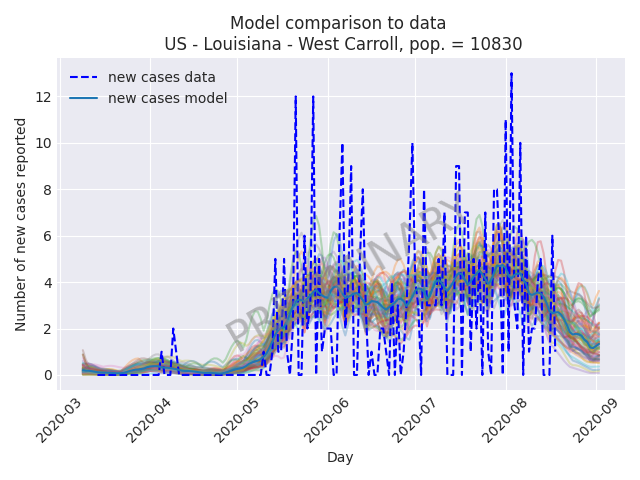 Model comparison to data
US - Louisiana - West Carroll, pop. = 10830
new cases data
new cases model
Number of new cases reported
12
10
8
6
4
2
0
PRELIMINARY
2020-03
2020-04
2020-05
2020-06
2020-07
2020-08
2020-09
Day